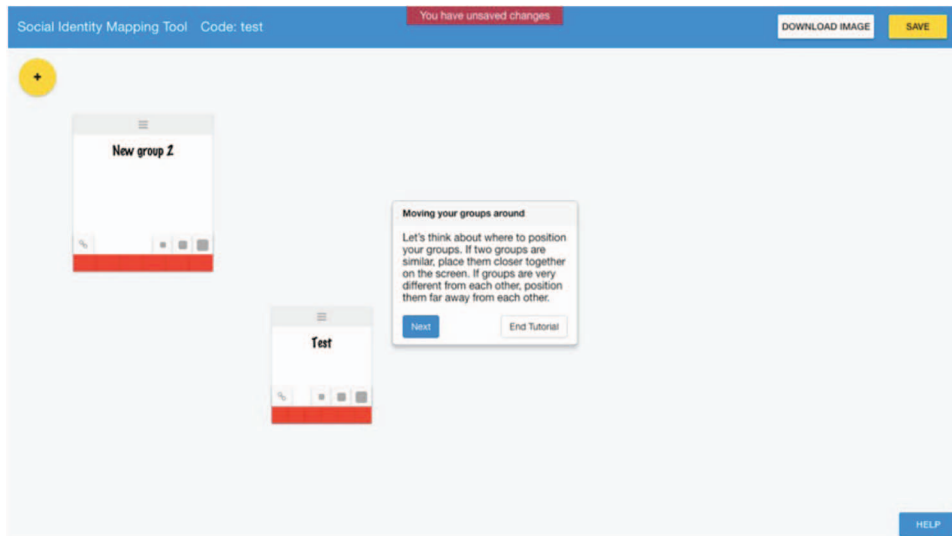 You have unsaved changes
Social Identity Mapping Tool Code: test
DOWNLOAD IMAGE
SAVE
+
New group 2
Moving your groups around
Let's think about where to position
your groups. If two groups are
similar, place them closer together
on the screen. If groups are very
different from each other, position
them far away from each other.
Next
End Tutorial
Test
HELP